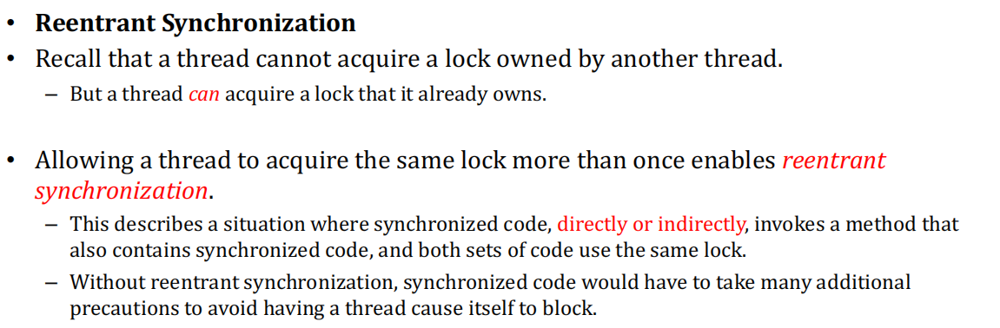 • Reentrant Synchronization
• Recall that a thread cannot acquire a lock owned by another thread.
– But a thread can acquire a lock that it already owns.
• Allowing a thread to acquire the same lock more than once enables reentrant
synchronization.
– This describes a situation where synchronized code, directly or indirectly, invokes a method that
also contains synchronized code, and both sets of code use the same lock.
– Without reentrant synchronization, synchronized code would have to take many additional
precautions to avoid having a thread cause itself to block.